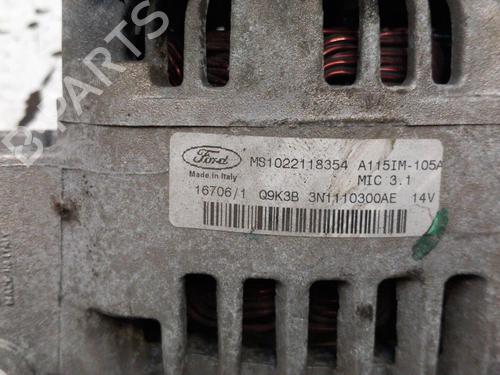 B-PARTS
Ford
Made in Italy
MS1022118354 A115IM-105A
MIC 3.1
16706/1 Q9K3B 3N1110300AE 14V